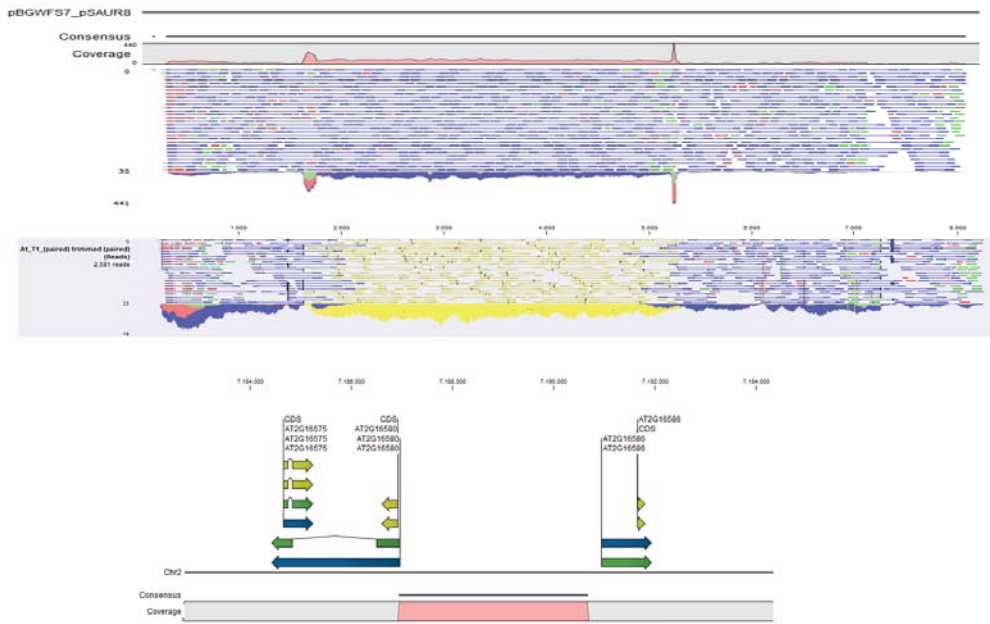 pBGWFS7_pSAUR8
Consensus
440
Coverage
0
0
38
441
1.000 2.000 3.000 4.000 5.000 6.000 7.000 8.000
At_T1_(paired) trimmed (paired)
(Reads)
2.981 reads
7.184.000 7.186.000 7.188.000 7.190.000 7.192.000 7.194.000
CDS CDS AT2G16586
AT2G16575 AT2G16580 CDS
AT2G16575 AT2G16580 AT2G16586
AT2G16575 AT2G16580 AT2G16586
Chr2
Consensus
Coverage